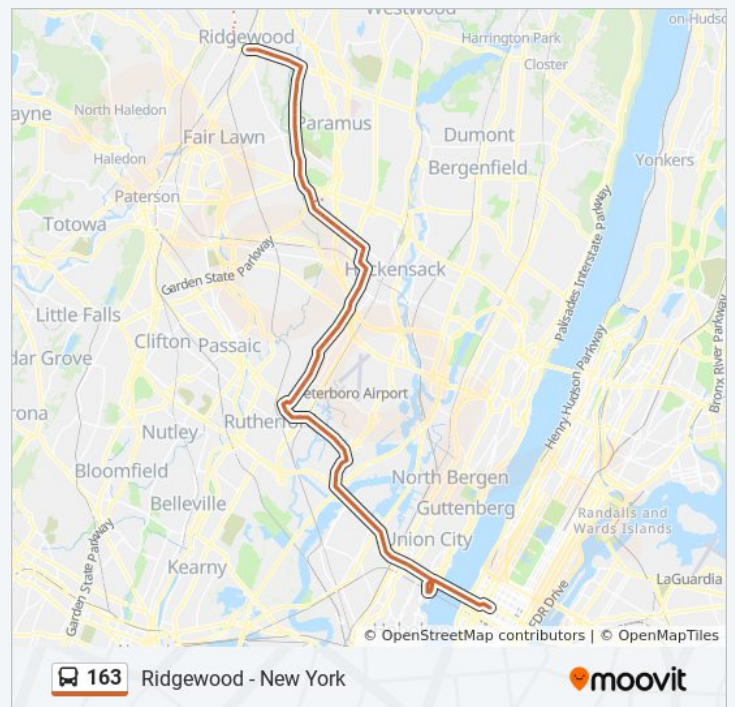 Westwood
on-Hudso
Ridgewood
Harrington Park
Closter
North Haledon
ayne
Paramus
Fair Lawn
Dumont
Bergenfield
Haledon
Yonkers
Paterson
Totowa
Palisades Interstate Parkway
Garden State Parkway
H
ckensack
Little Falls
Clifton
Passaic
dar Grove
eterboro Airport
Bronx River Parkway
Henry Hudson Parkway
rona
Rutherfo
Nutley
Bloomfield
North Bergen
Belleville
Guttenberg
Randalls and
Wards Islands
Union City
Garden State Parkway
Kearny
LaGuardia
FDR Drive
© OpenStreetMap contributors | © OpenMapTiles
163 Ridgewood - New York
moovit